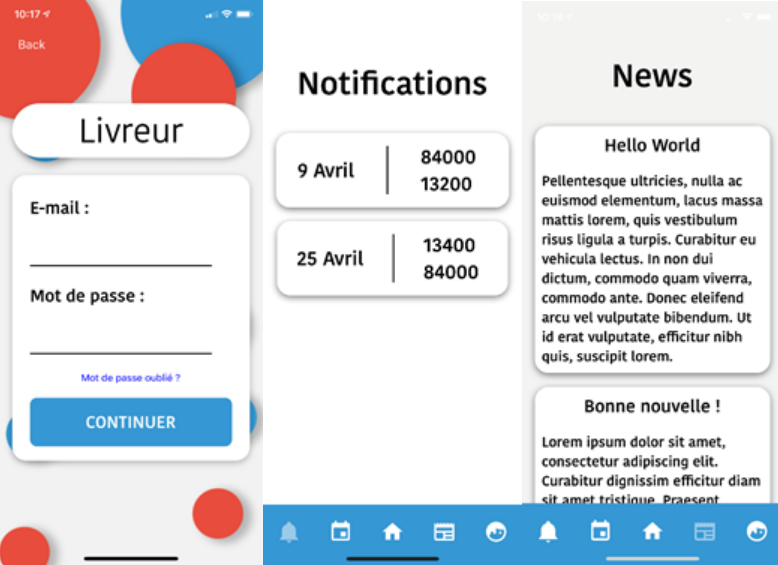 10:17
Back
Livreur
E-mail :
Mot de passe :
Mot de passe oublié ?
CONTINUER
Notifications
9 Avril
84000
13200
25 Avril
13400
84000
News
Hello World
Pellentesque ultricies, nulla ac
euismod elementum, lacus massa
mattis lorem, quis vestibulum
risus ligula a turpis. Curabitur eu
vehicula lectus. In non dui
dictum, commodo quam viverra,
commodo ante. Donec eleifend
arcu vel vulputate bibendum. Ut
id erat vulputate, efficitur nibh
quis, suscipit lorem.
Bonne nouvelle !
Lorem ipsum dolor sit amet,
consectetur adipiscing elit.
Curabitur dignissim efficitur diam
sit amet tristique. Praesent